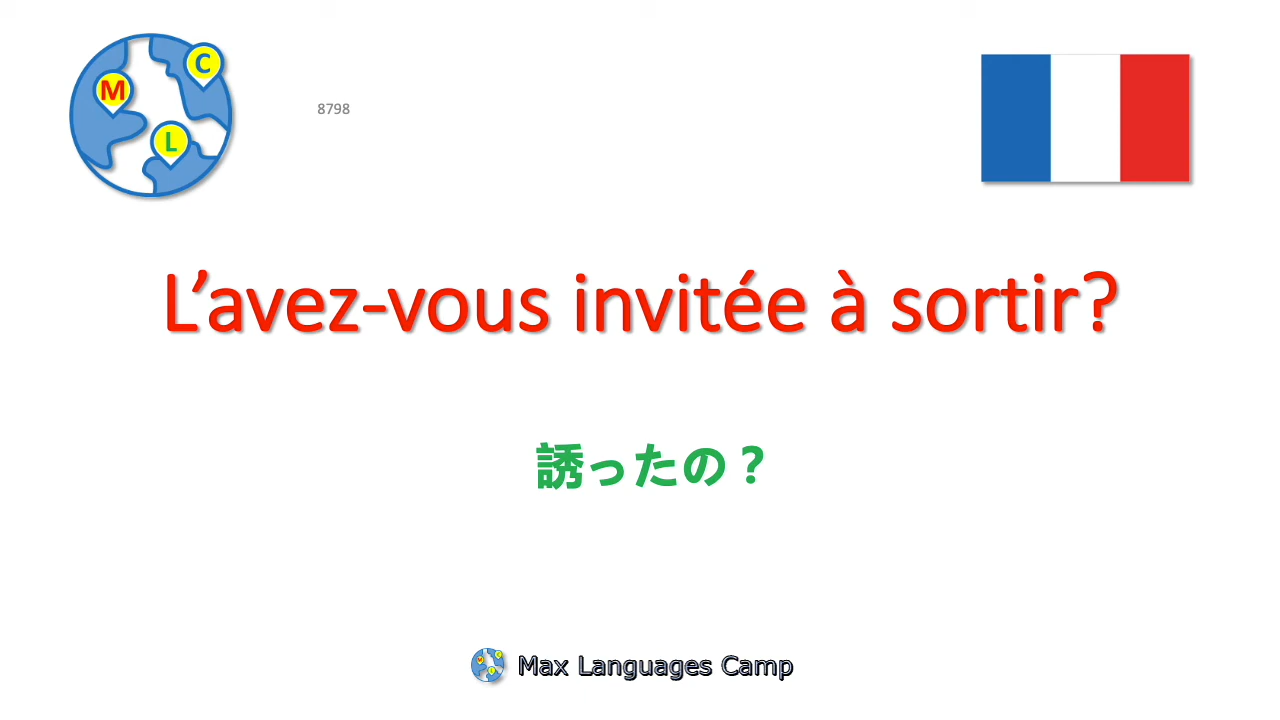 C
M
8798
L
L’avez-vous invitée à sortir?
誘ったの？
Max Languages Camp